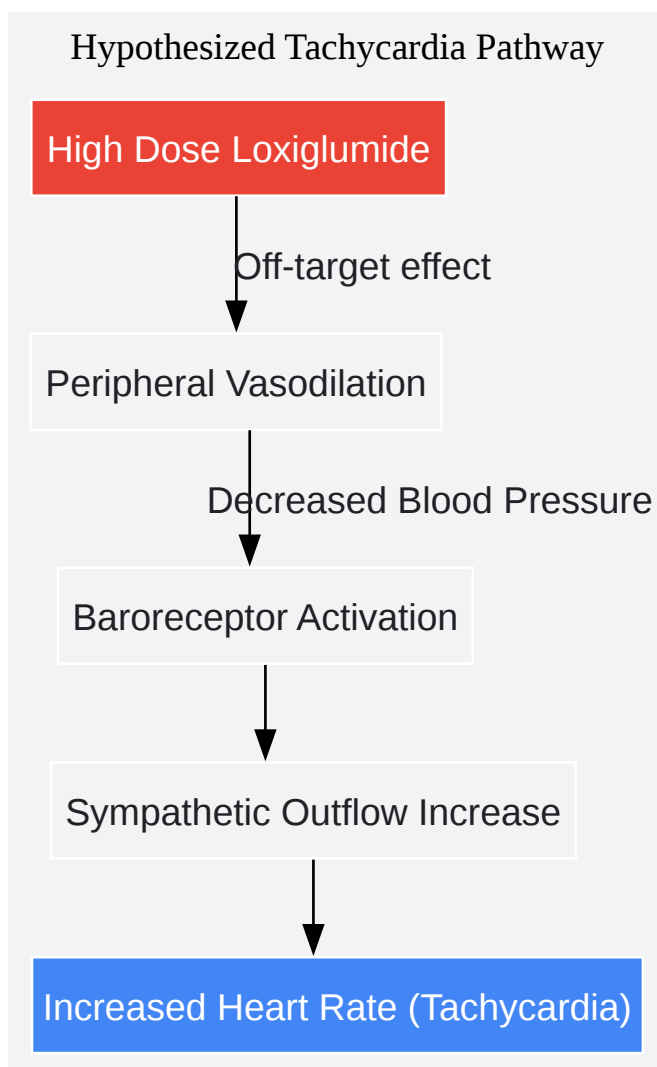 Hypothesized Tachycardia Pathway
High Dose Loxiglumide
Off-target effect
Peripheral Vasodilation
Decreased Blood Pressure
Baroreceptor Activation
Sympathetic Outflow Increase
Increased Heart Rate (Tachycardia)